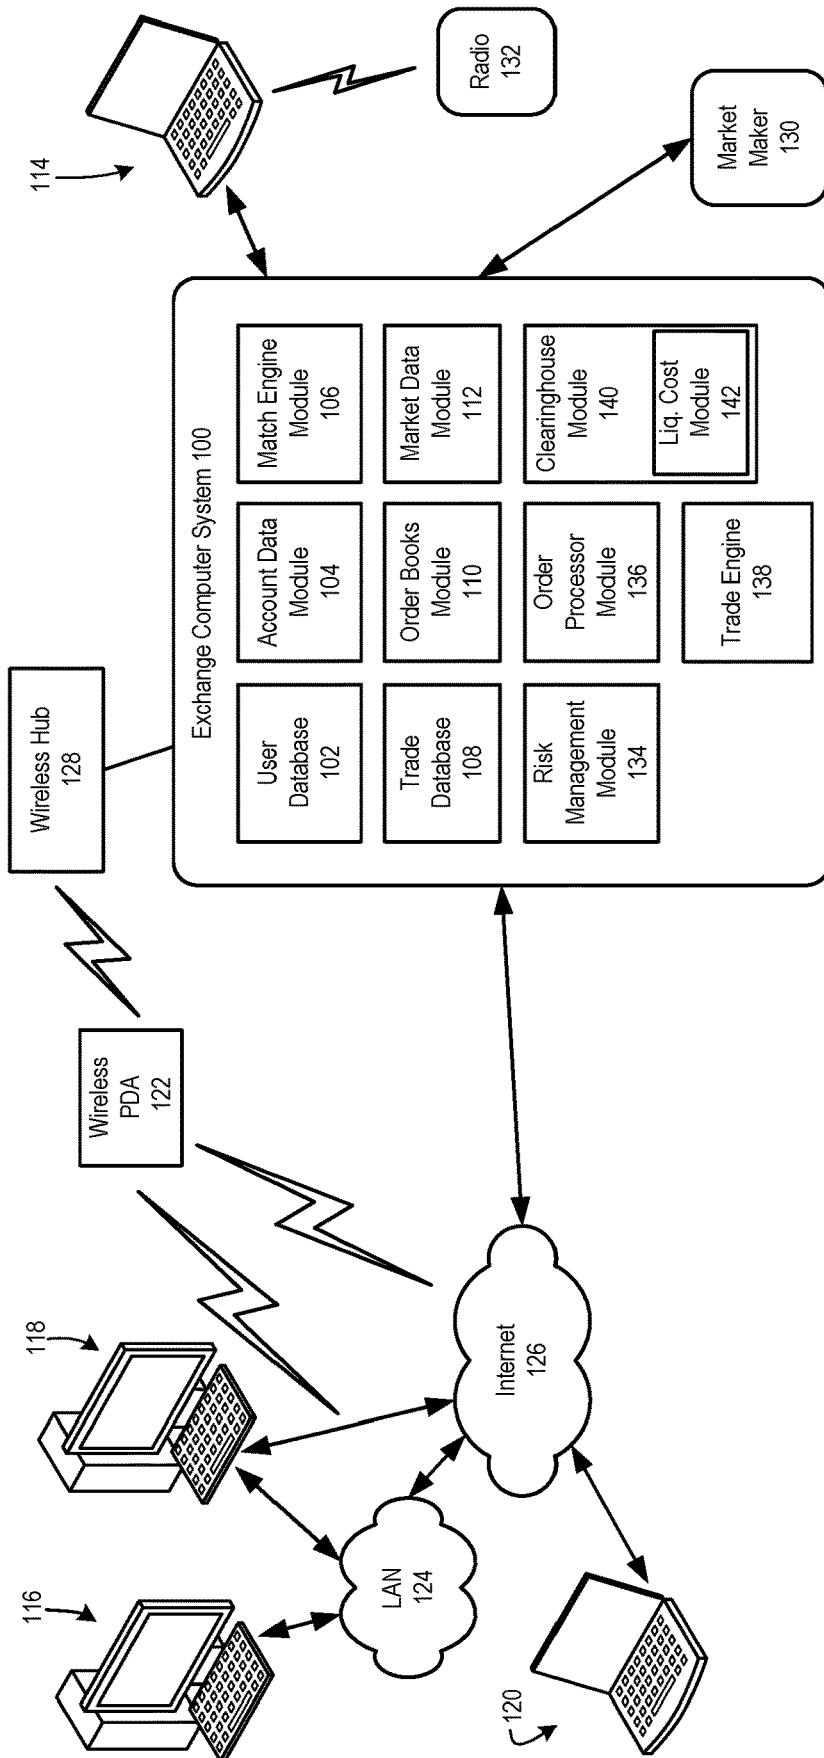 116
118
Wireless
PDA
122
Wireless Hub
128
114
Radio
132
LAN
124
Internet
126
120
Exchange Computer System 100
User
Database
102
Account Data
Module
104
Match Engine
Module
106
Trade
Database
108
Order Books
Module
110
Market Data
Module
112
Risk
Management
Module
134
Order
Processor
Module
136
Clearinghouse
Module
140
Liq. Cost
Module
142
Trade Engine
138
Market
Maker
130